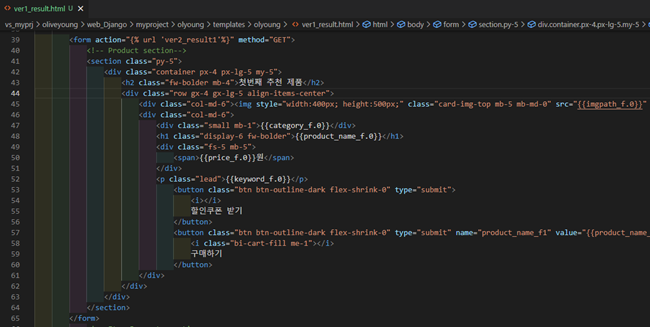 ver1_result.html U
vs_myprj > oliveyoung > web_Django > myproject > olyoung > templates > olyoung > ver1_result.html > html > body > form > section.py-5 > div.container.px-4.px-lg-5.my-5 >
39 <form action="{% url 'ver2_result1'%}" method="GET">
40 <!-- Product section-->
41 <section class="py-5">
42 <div class="container px-4 px-lg-5 my-5">
43 <h2 class="fw-bolder mb-4">첫번째 추천 제품</h2>
44 <div class="row gx-4 gx-lg-5 align-items-center">
45 <div class="col-md-6"><img style="width:400px; height:500px;" class="card-img-top mb-5 mb-md-0" src="{{imgpath_f.0}}"
46 <div class="col-md-6">
47 <div class="small mb-1">{{category_f.0}}</div>
48 <h1 class="display-6 fw-bolder">{{product_name_f.0}}</h1>
49 <div class="fs-5 mb-5">
50 <span>{{price_f.0}}원</span>
51 </div>
52 <p class="lead">{{keyword_f.0}}</p>
53 <button class="btn btn-outline-dark flex-shrink-0" type="submit">
54 <i></i>
55 할인쿠폰 받기
56 </button>
57 <button class="btn btn-outline-dark flex-shrink-0" type="submit" name="product_name_f1" value="{{product_name_
58 <i class="bi-cart-fill me-1"></i>
59 구매하기
60 </button>
61 </div>
62 </div>
63 </div>
64 </section>
65 </form>